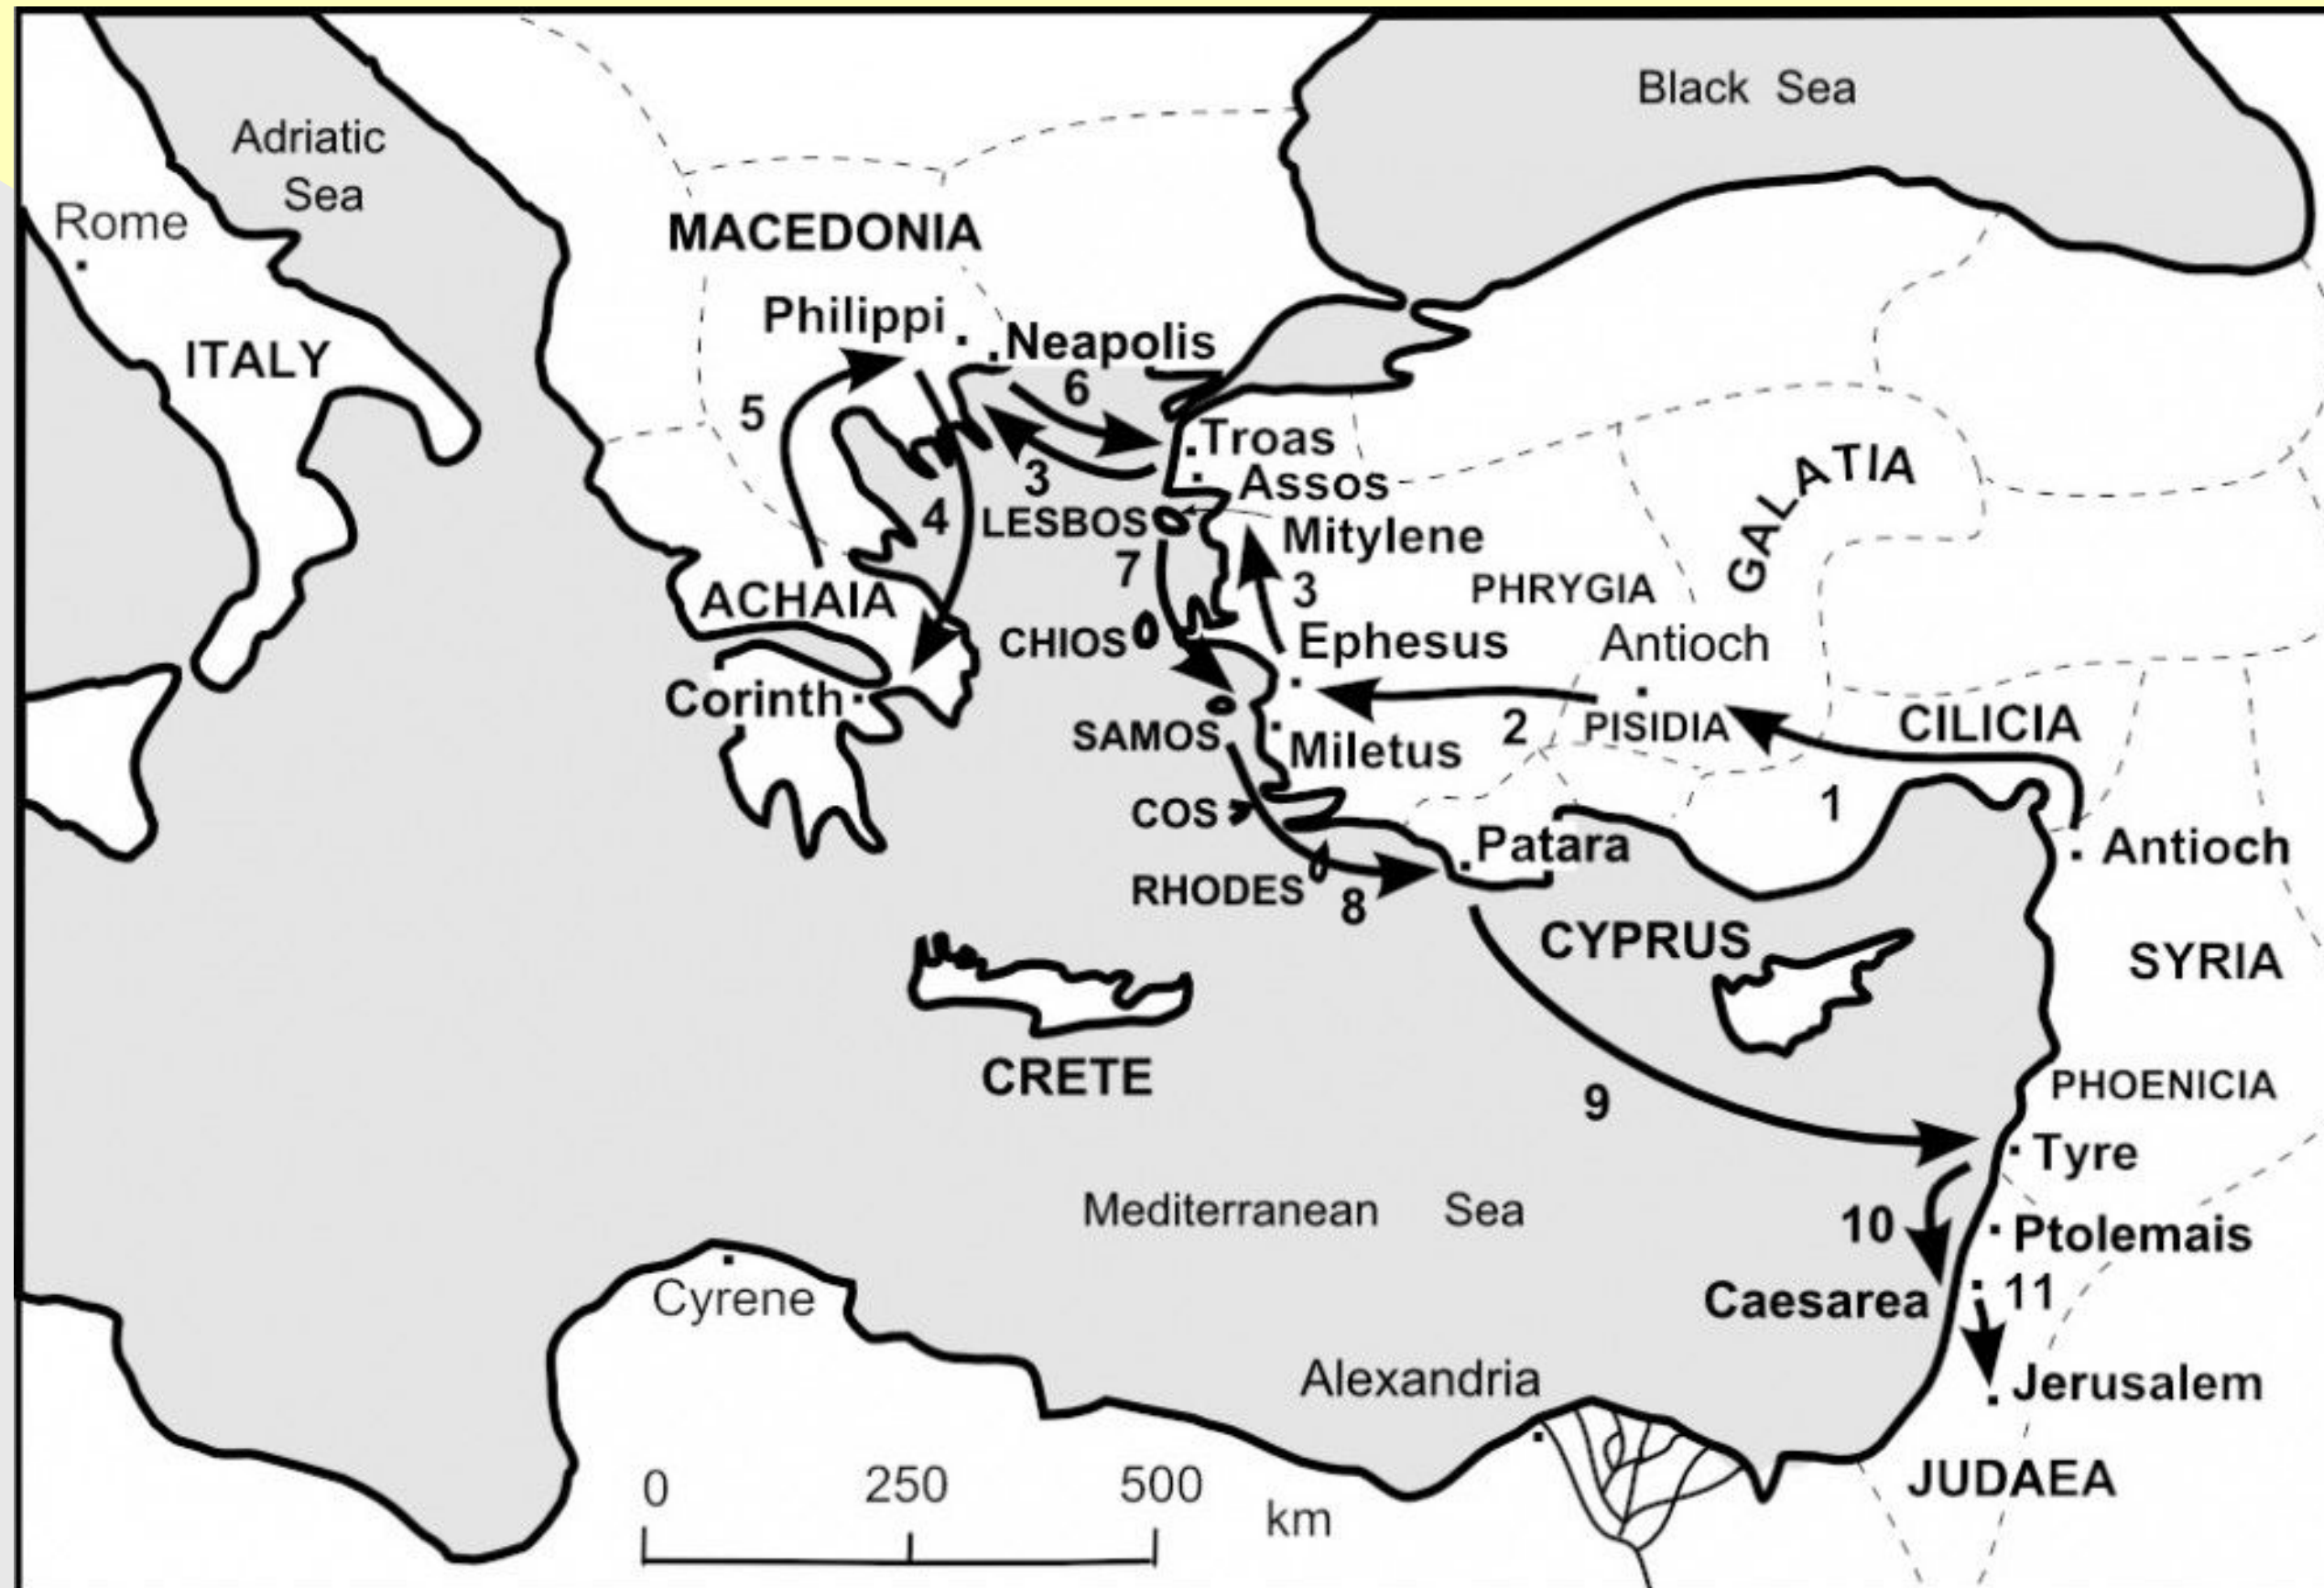 Black Sea
Adriatic
Sea
Rome
MACEDONIA
Philippi
Neapolis
ITALY
6
5
Troas
3
Assos
GALATIA
4
LESBOS
Mitylene
7
3
PHRYGIA
ACHAIA
CHIOS
Ephesus
Antioch
Corinth
2
PISIDIA
CILICIA
SAMOS
Miletus
1
COS
Patara
Antioch
RHODES
8
CYPRUS
SYRIA
CRETE
PHOENICIA
9
Tyre
Mediterranean Sea
10
Ptolemais
Cyrene
Caesarea
11
Alexandria
Jerusalem
JUDAEA
0 250 500
km